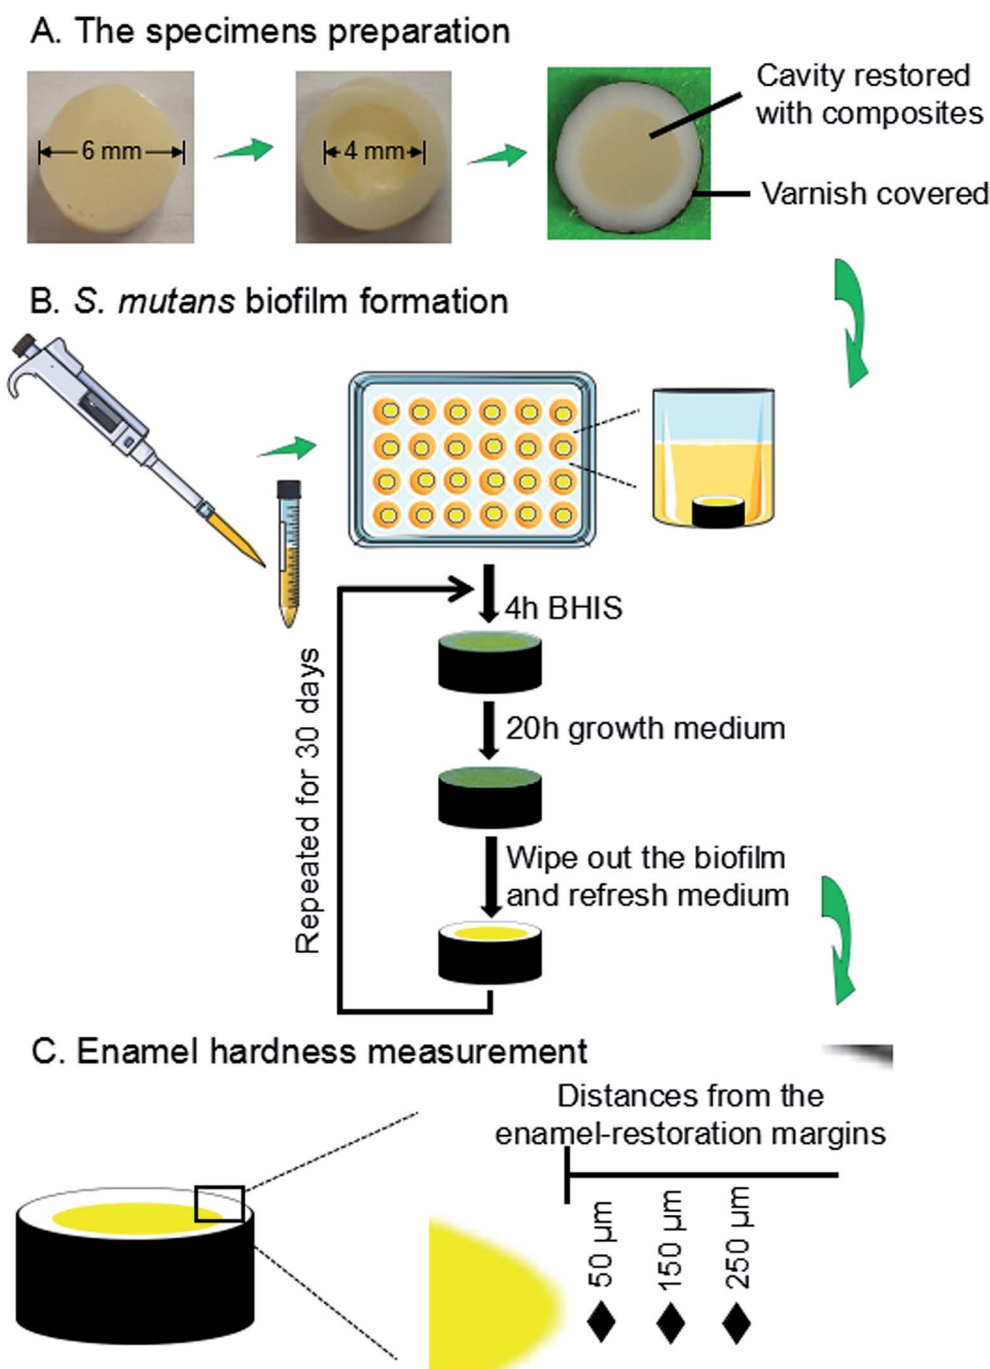 A. The specimens preparation
6 mm
4 mm
Cavity restored
with composites
Varnish covered
B. S. mutans biofilm formation
4h BHIS
20h growth medium
Wipe out the biofilm
and refresh medium
Repeated for 30 days
C. Enamel hardness measurement
Distances from the
enamel-restoration margins
50 µm
150 µm
250 µm